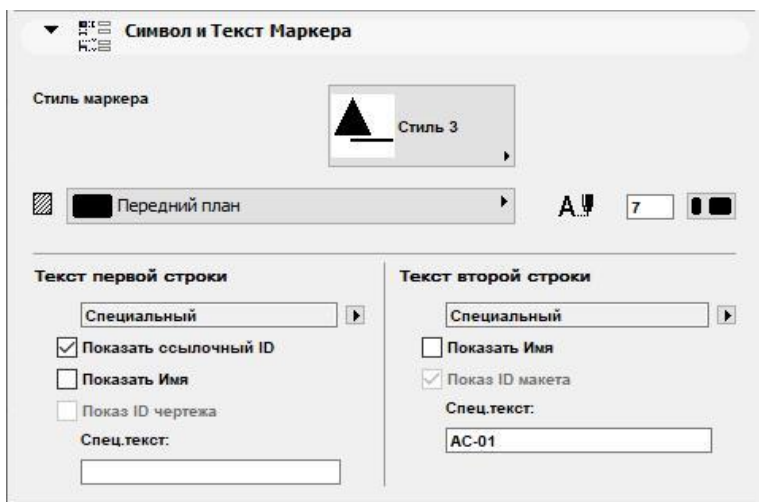 Символ и Текст Маркера
Стиль маркера
Стиль 3
Передний план
7
Текст первой строки
Специальный
Показать ссылочный ID
Показать Имя
Показ ID чертежа
Спец.текст:
Текст второй строки
Специальный
Показать Имя
Показ ID макета
Спец.текст:
АС-01